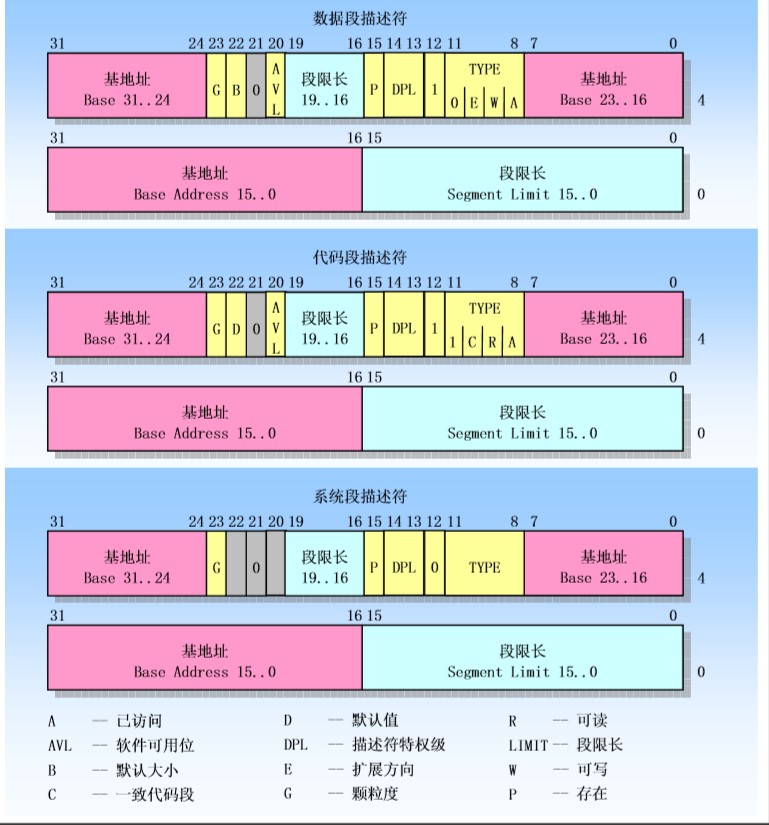 数据段描述符
31 24 23 22 21 20 19 16 15 14 13 12 11 8 7 0
基地址 Base 31..24 G B 0 AVL 段限长 19..16 P DPL 1 TYPE 0 E W A 基地址 Base 23..16 4
31 16 15 0
基地址 段限长
Base Address 15..0 Segment Limit 15..0 0
代码段描述符
31 24 23 22 21 20 19 16 15 14 13 12 11 8 7 0
基地址 Base 31..24 G D 0 AVL 段限长 19..16 P DPL 1 TYPE 1 C R A 基地址 Base 23..16 4
31 16 15 0
基地址 段限长
Base Address 15..0 Segment Limit 15..0 0
系统段描述符
31 24 23 22 21 20 19 16 15 14 13 12 11 8 7 0
基地址 Base 31..24 G 0 段限长 19..16 P DPL 0 TYPE 基地址 Base 23..16 4
31 16 15 0
基地址 段限长
Base Address 15..0 Segment Limit 15..0 0
A — 已访问 D — 默认值 R — 可读
AVL — 软件可用位 DPL — 描述符特权级 LIMIT — 段限长
B — 默认大小 E — 扩展方向 W — 可写
C — 一致代码段 G — 颗粒度 P — 存在